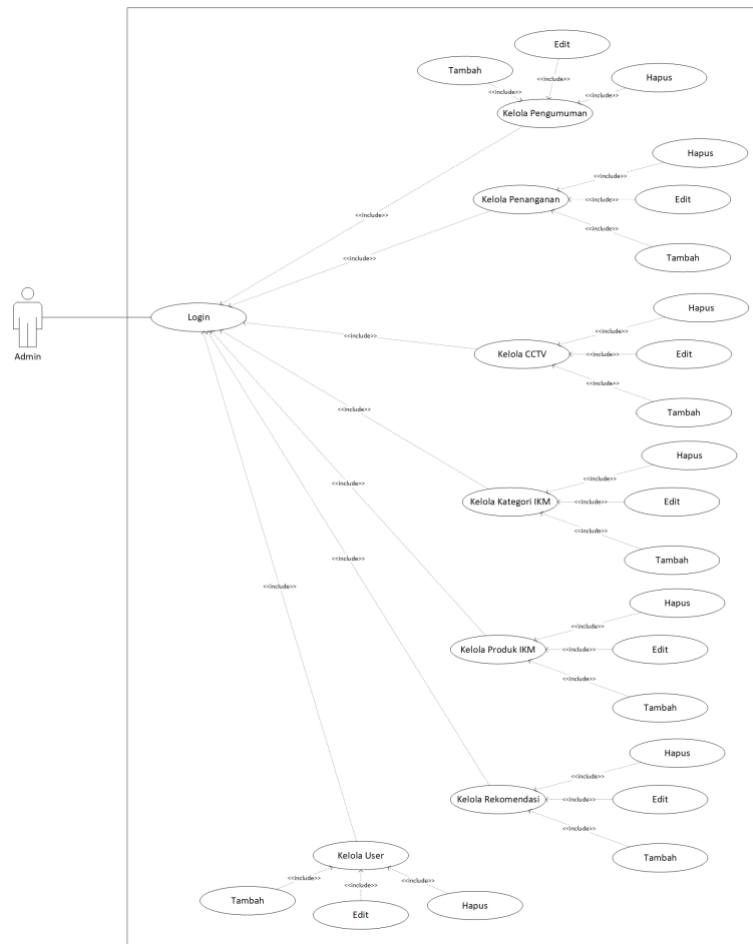 Edit
Tambah
<<include>>
Hapus
<<include>>
<<include>>
Kelola Pengumuman
Hapus
<<include>>
Kelola Penanganan
<<include>>
Edit
<<include>>
<<include>>
<<include>>
Tambah
Admin
Login
Hapus
<<include>>
<<include>>
Kelola CCTV
<<include>>
Edit
<<include>>
Tambah
<<include>>
Hapus
<<include>>
Kelola Kategori IKM
<<include>>
Edit
<<include>>
<<include>>
Tambah
Hapus
<<include>>
Kelola Produk IKM
<<include>>
Edit
<<include>>
Tambah
<<include>>
Hapus
<<include>>
<<include>>
Kelola Rekomendasi
<<include>>
Edit
<<include>>
Tambah
Kelola User
<<include>>
<<include>>
<<include>>
Tambah
Edit
Hapus